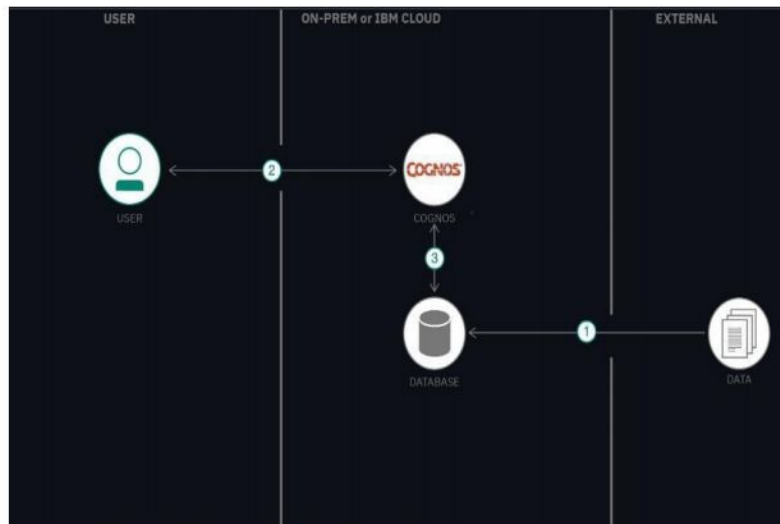 USER
ON-PREM or IBM CLOUD
EXTERNAL
2
COGNOS
USER
COGNOS
3
1
DATABASE
DATA